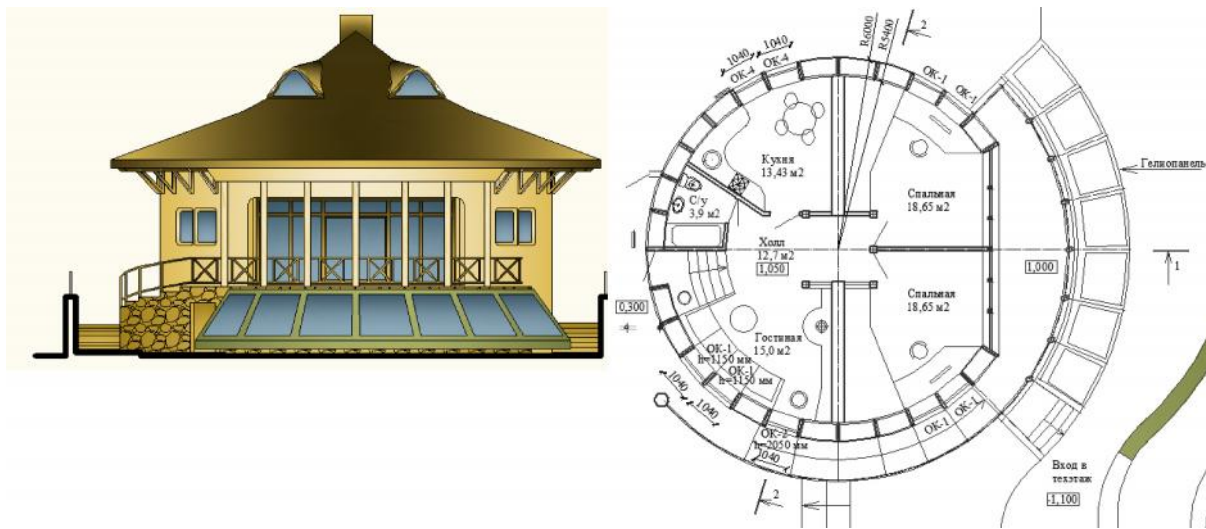 2
R6000
R5400
1040
1040
ОК-4
ОК-4
ОК-1
ОК-1
Гелиопанель
Кухня
13,43 м2
С/у
3,9 м2
Спальная
18,65 м2
Холл
12,7 м2
1,050
1,000
1
0,300
Спальная
18,65 м2
Гостиная
15,0 м2
ОК-1
h=1150 мм
ОК-1
h=1150 мм
1040
1040
ОК-1
ОК-1
ОК-2
h=2050 мм
1040
Вход в
техэтаж
-1,100
2